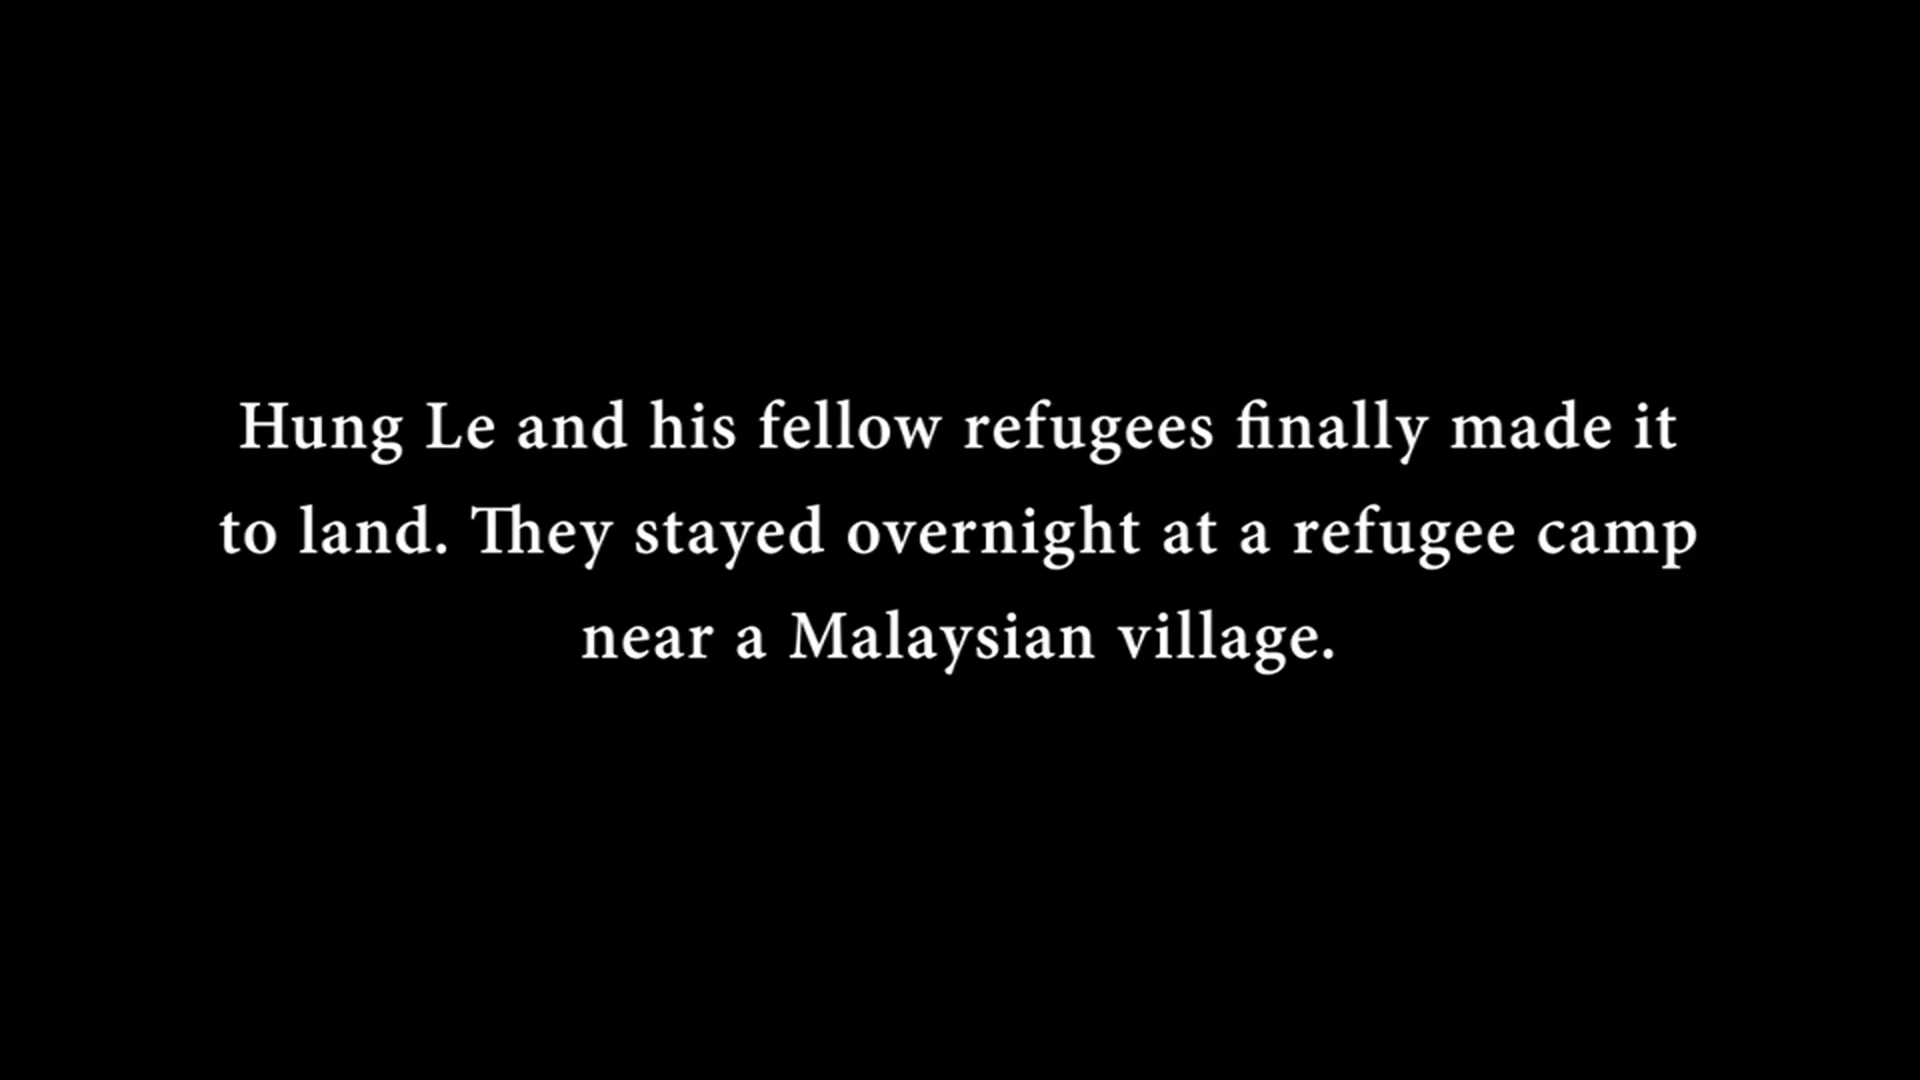 Hung Le and his fellow refugees finally made it
to land. They stayed overnight at a refugee camp
near a Malaysian village.